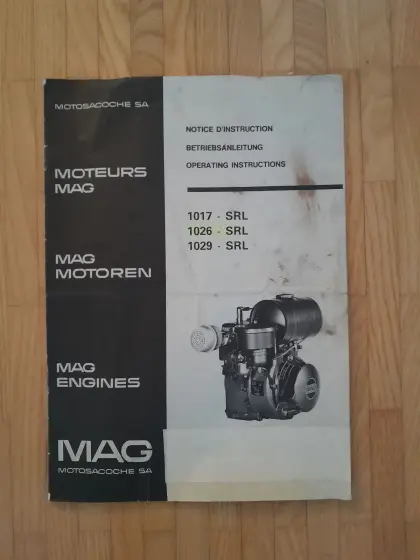 MOTOSACOCHE SA
MOTEURS
MAG
MAG
MOTOREN
MAG
ENGINES
MAG
MOTOSACOCHE SA
NOTICE D'INSTRUCTION
BETRIEBSANLEITUNG
OPERATING INSTRUCTIONS
1017 - SRL
1026 - SRL
1029 - SRL